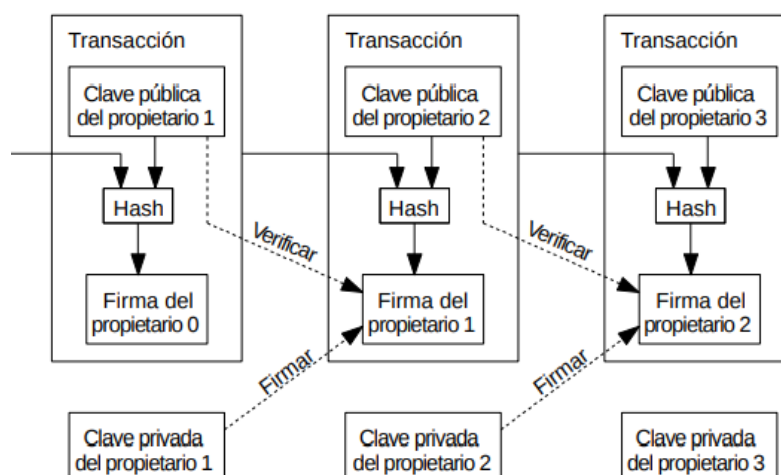 Transacción
Transacción
Transacción
Clave pública
del propietario 1
Clave pública
del propietario 2
Clave pública
del propietario 3
Hash
Hash
Hash
Verificar
Verificar
Firma del
propietario 0
Firma del
propietario 1
Firma del
propietario 2
Firmar
Firmar
Clave privada
del propietario 1
Clave privada
del propietario 2
Clave privada
del propietario 3